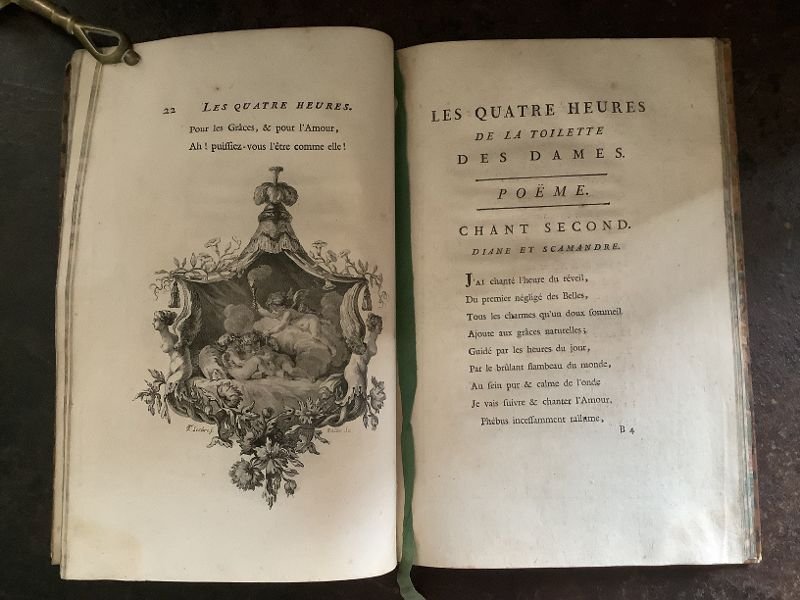 22 LES QUATRE HEURES.
Pour les Grâces, & pour l'Amour,
Ah! puissiez-vous l'être comme elle!
LES QUATRE HEURES
DE LA TOILETTE
DES DAMES.
POËME.
CHANT SECOND.
DIANE ET SCAMANDRE.
J'AI chanté l'heure du réveil,
Du premier négligé des Belles,
Tous les charmes qu'un doux sommeil
Ajoute aux grâces naturelles;
Guidé par les heures du jour,
Par le brûlant flambeau du monde,
Au sein pur & calme de l'onde
Je vais suivre & chanter l'Amour.
Phébus incessamment rallume,
B 4